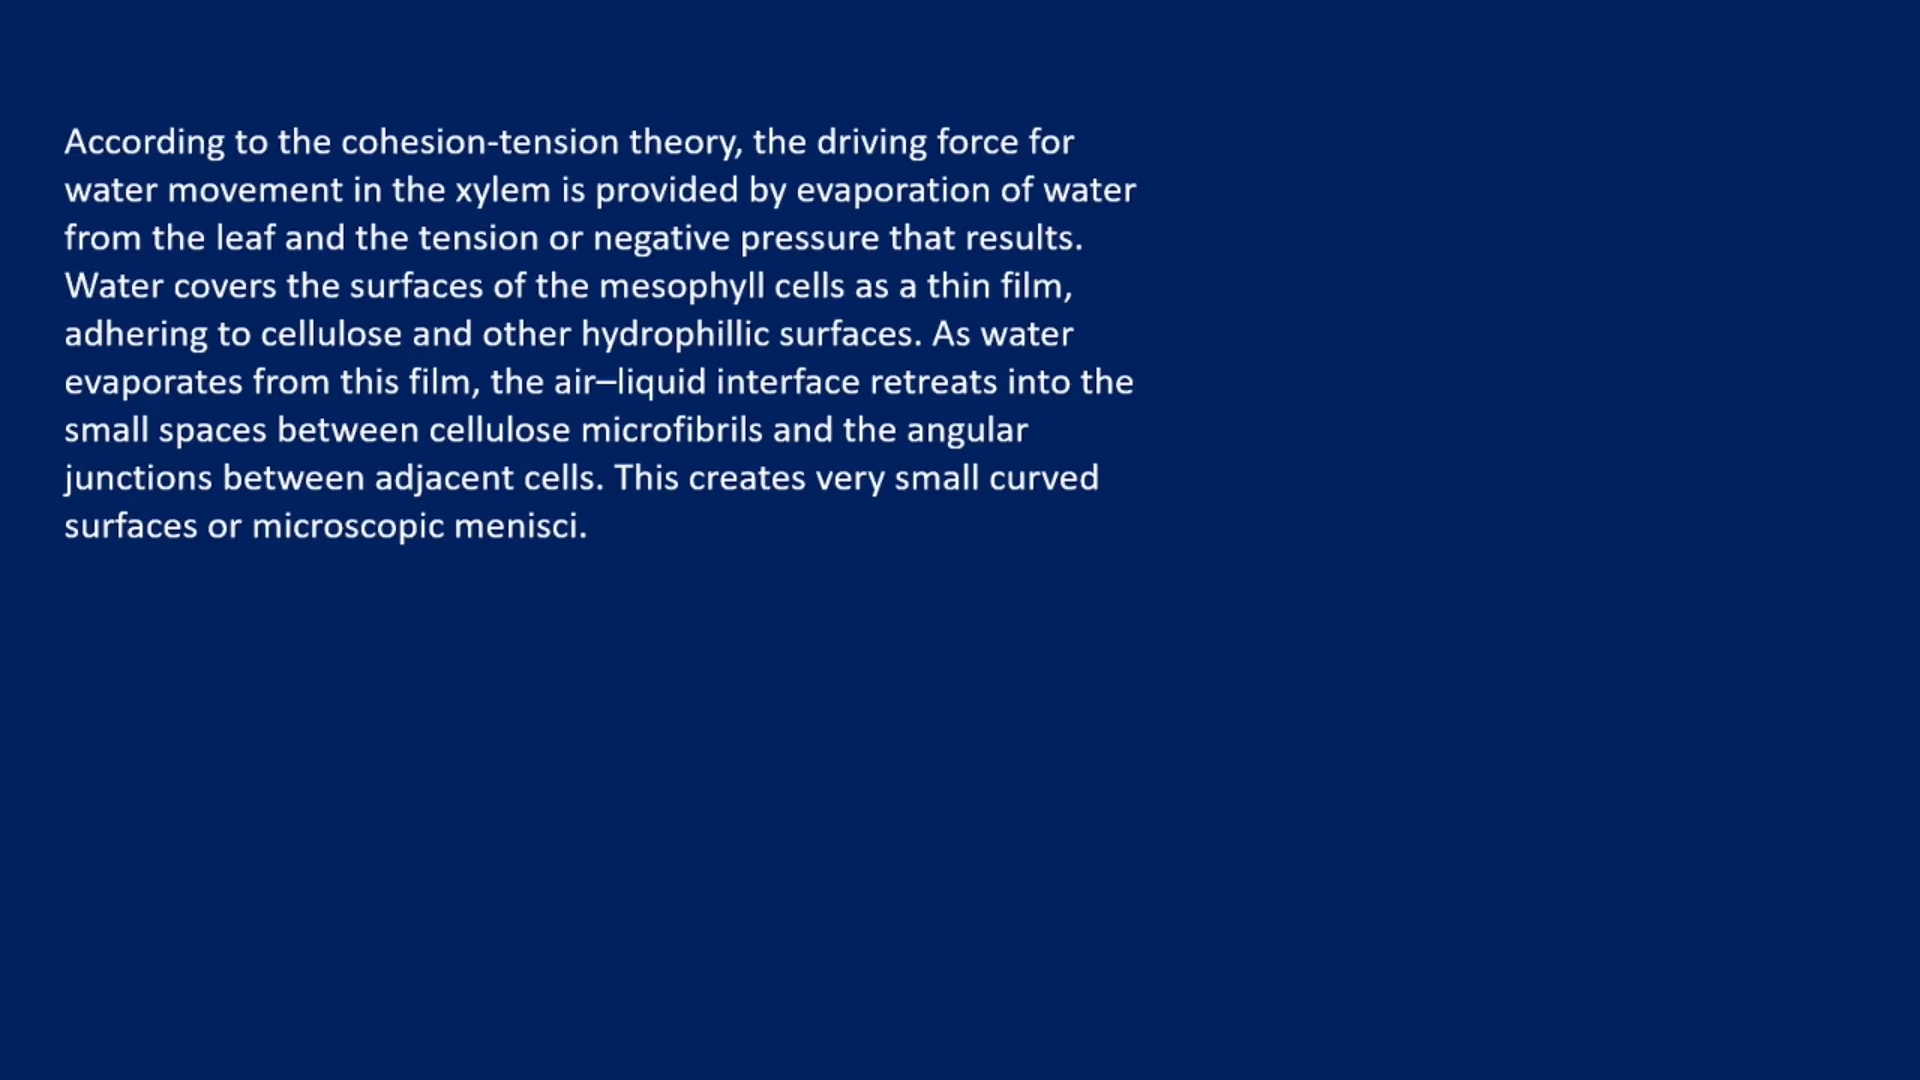 According to the cohesion-tension theory, the driving force for
water movement in the xylem is provided by evaporation of water
from the leaf and the tension or negative pressure that results.
Water covers the surfaces of the mesophyll cells as a thin film,
adhering to cellulose and other hydrophillic surfaces. As water
evaporates from this film, the air–liquid interface retreats into the
small spaces between cellulose microfibrils and the angular
junctions between adjacent cells. This creates very small curved
surfaces or microscopic menisci.